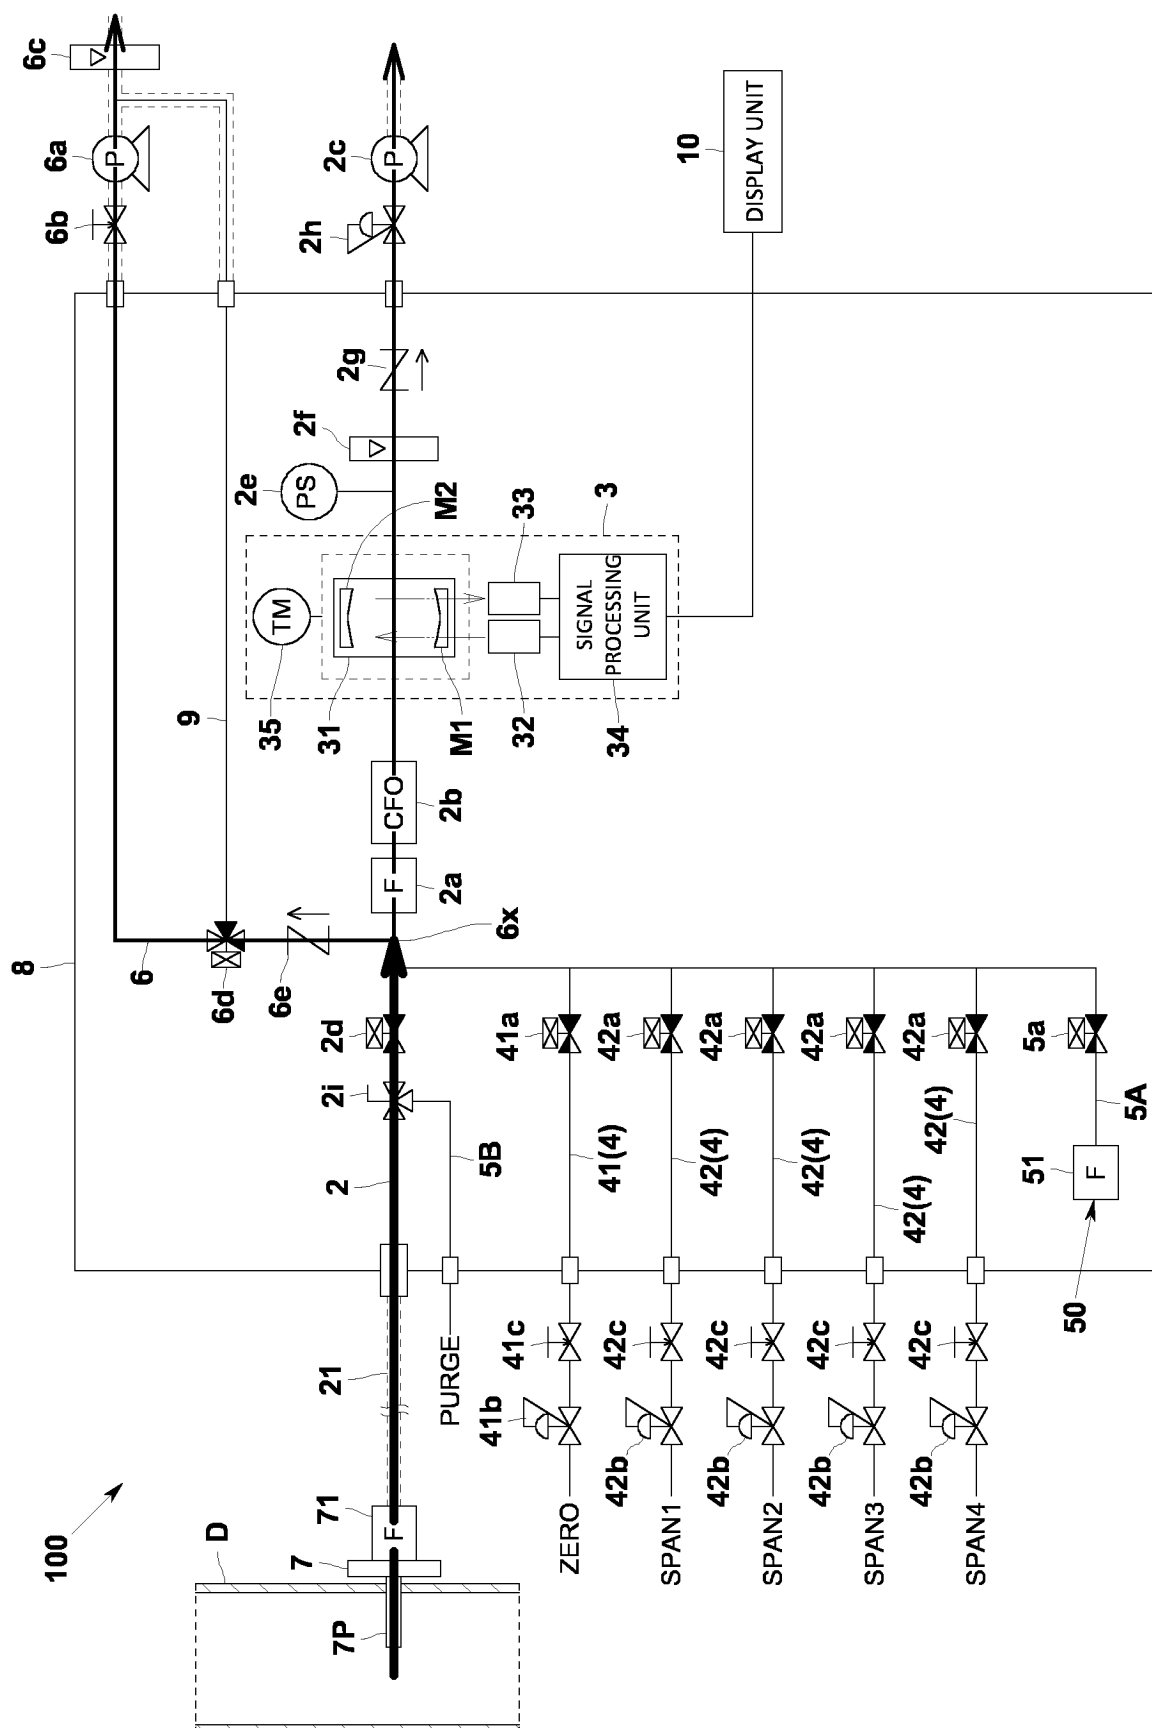 100
D
7P
7
71
F
21
PURGE
5B
2
2i
2d
8
6
6d
6e
6x
9
F
2a
CFO
2b
35
TM
31
M1
M2
32
33
3
SIGNAL
PROCESSING
UNIT
34
2e
PS
2f
2g
2h
2c
P
6b
6a
P
6c
10
DISPLAY UNIT
ZERO
41b
41c
41(4)
41a
SPAN1
42b
42c
42(4)
42a
SPAN2
42b
42c
42(4)
42a
SPAN3
42b
42c
42(4)
42a
SPAN4
42b
42c
42(4)
42a
50
51
F
5A
5a